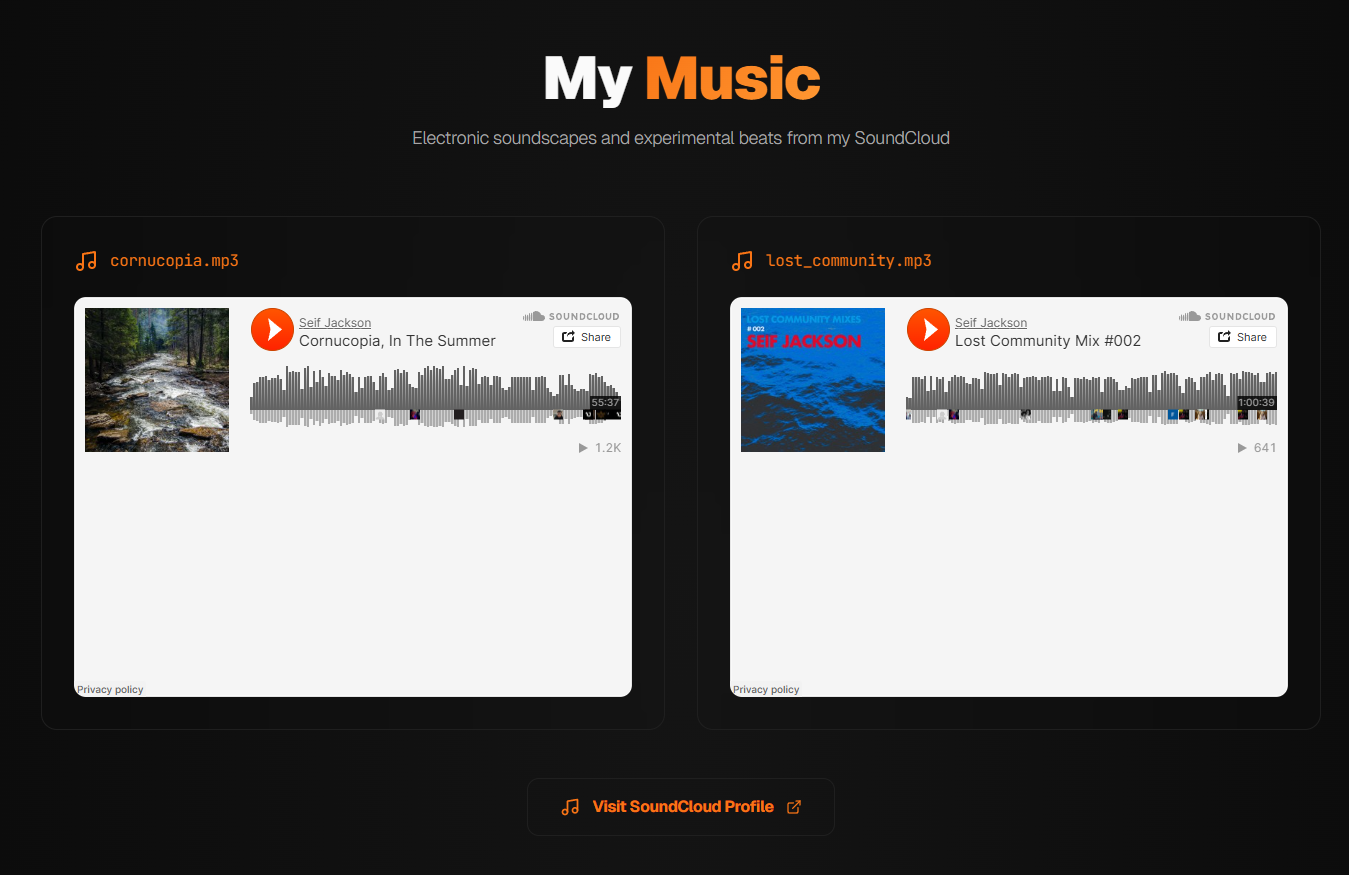 My Music
Electronic soundscapes and experimental beats from my SoundCloud
cornucopia.mp3
Seif Jackson
Cornucopia, In The Summer
SOUNDCLOUD
Share
55:37
1.2K
Privacy policy
lost_community.mp3
LOST COMMUNITY MIXES
# 002
SEIF JACKSON
Seif Jackson
Lost Community Mix #002
SOUNDCLOUD
Share
1:00:39
641
Privacy policy
Visit SoundCloud Profile